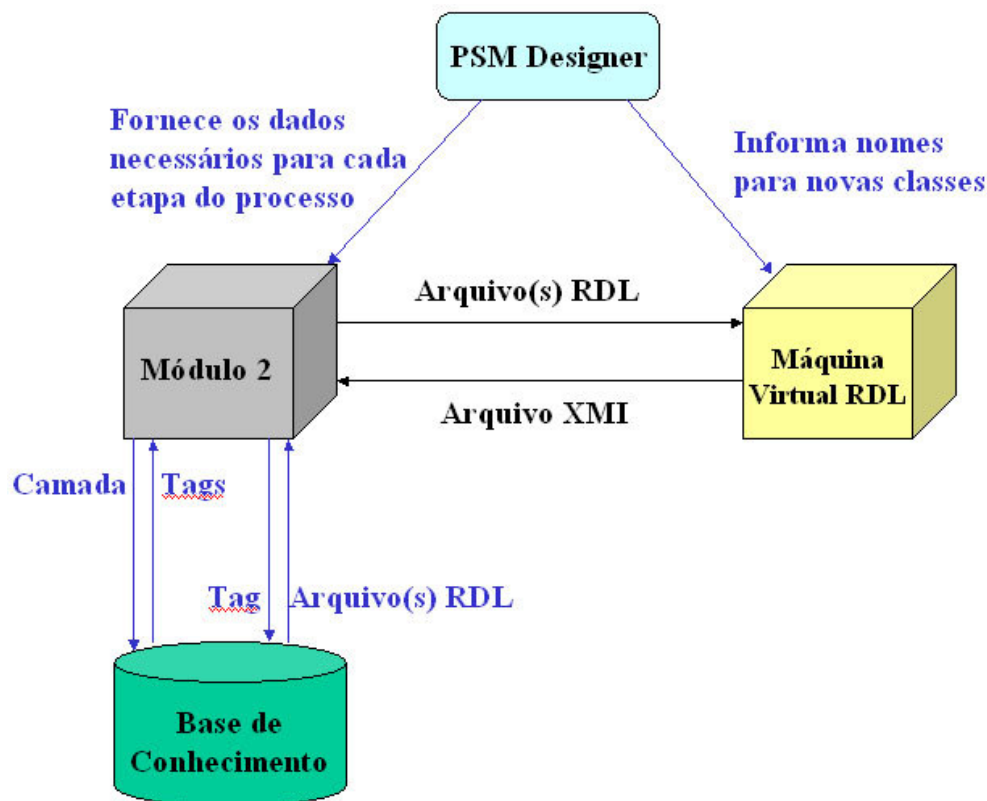 PSM Designer
Fornece os dados
necessários para cada
etapa do processo
Informa nomes
para novas classes
Arquivo(s) RDL
Módulo 2
Máquina
Virtual RDL
Arquivo XMI
Camada
Tags
Tag
Arquivo(s) RDL
Base de
Conhecimento